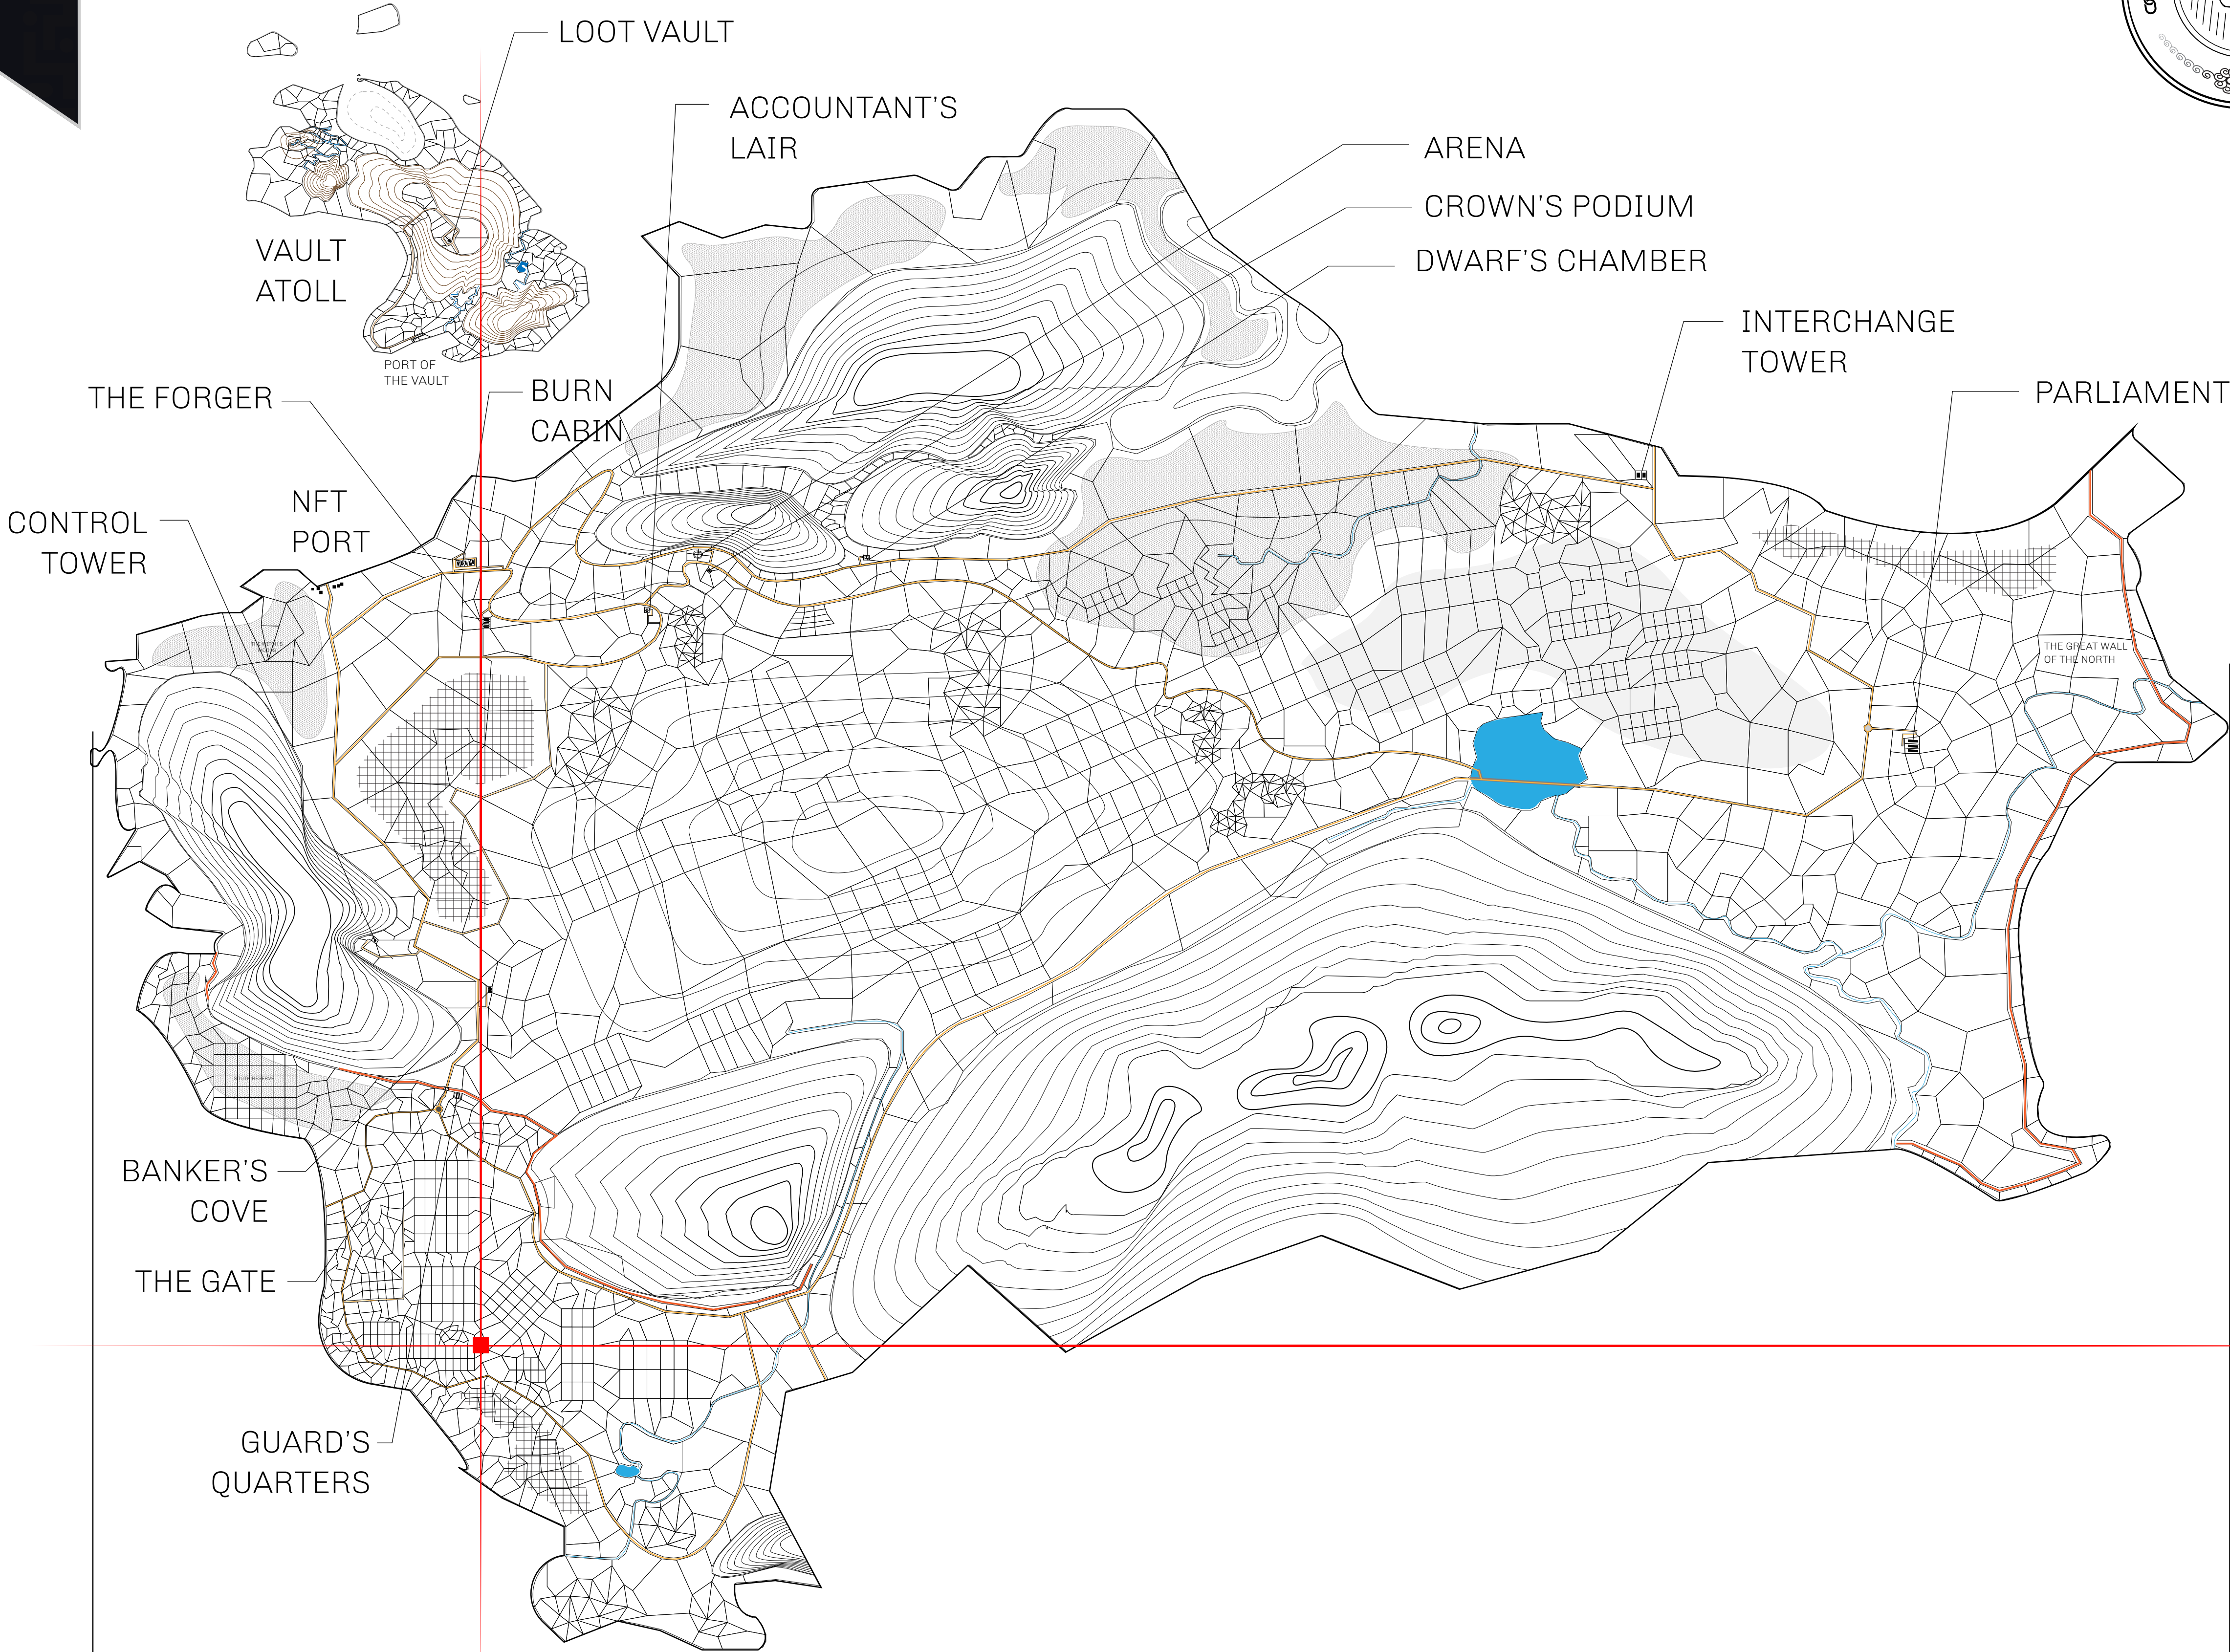 LOOT VAULT
ACCOUNTANT’S
LAIR
ARENA
CROWN’S PODIUM
DWARF’S CHAMBER
VAULT
ATOLL
INTERCHANGE
TOWER
PORT OF
THE VAULT
PARLIAMENT
THE FORGER
BURN
CABIN
NFT
PORT
CONTROL
TOWER
THE GREAT WALL
OF THE NORTH
SOUTH RESERVE
BANKER’S
COVE
THE GATE
GUARD’S
QUARTERS